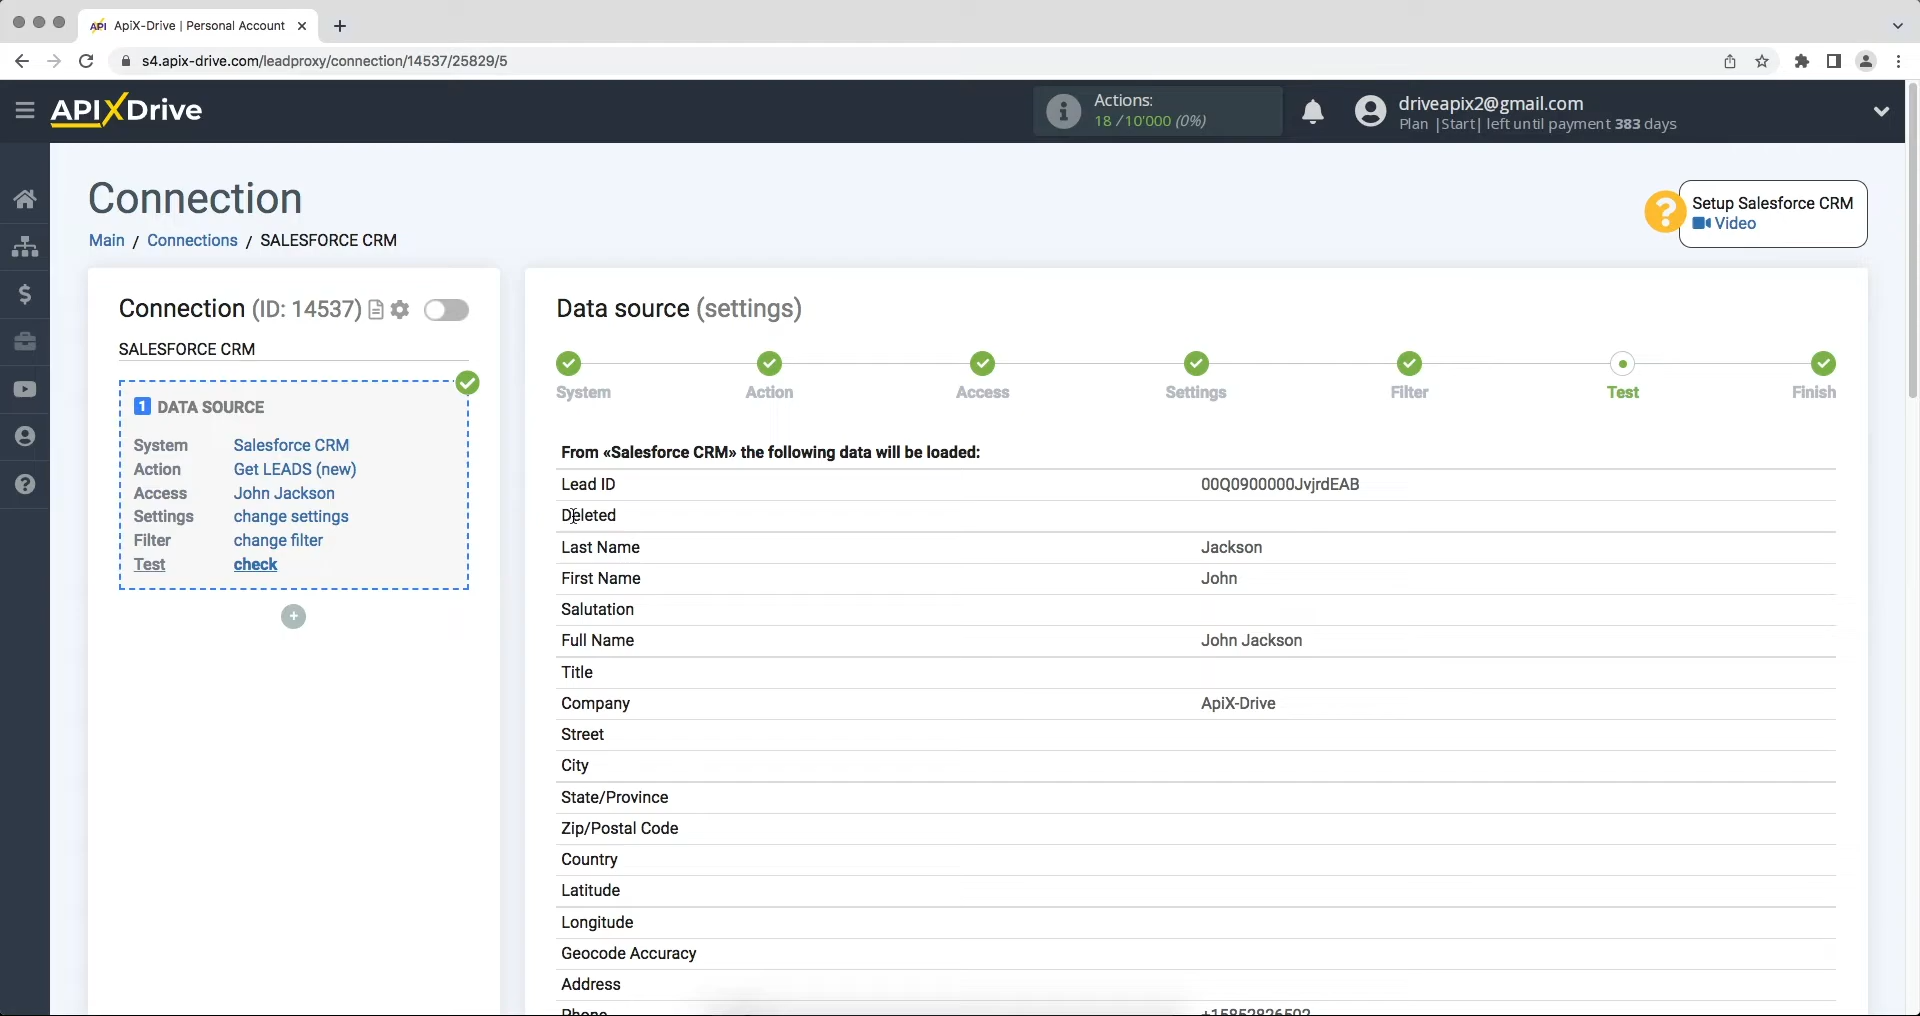 APi ApiX-Drive | Personal Account
s4.apix-drive.com/leadproxy/connection/14537/25829/5
APIXDrive
Actions:
18 / 10'000 (0%)
driveapix2@gmail.com
Plan |Start| left until payment 383 days
Connection
Main / Connections / SALESFORCE CRM
Setup Salesforce CRM
Video
Connection (ID: 14537)
SALESFORCE CRM
1 DATA SOURCE
System Salesforce CRM
Action Get LEADS (new)
Access John Jackson
Settings change settings
Filter change filter
Test check
Data source (settings)
System Action Access Settings Filter Test Finish
From «Salesforce CRM» the following data will be loaded:
Lead ID 00Q0900000JvjrdEAB
Deleted
Last Name Jackson
First Name John
Salutation
Full Name John Jackson
Title
Company ApiX-Drive
Street
City
State/Province
Zip/Postal Code
Country
Latitude
Longitude
Geocode Accuracy
Address
Phone +15852826502